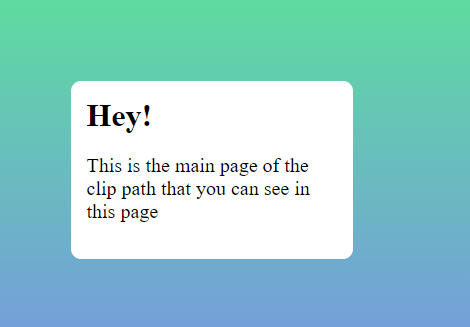 Hey!
This is the main page of the
clip path that you can see in
this page